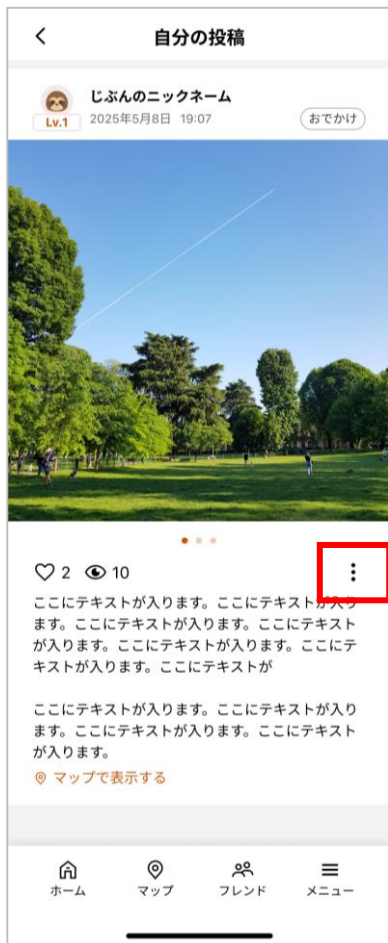 自分の投稿
じぶんのニックネーム
Lv.1
2025年5月8日 19:07
おでかけ
2
10
ここにテキストが入ります。ここにテキストが入り
ます。ここにテキストが入ります。ここにテキスト
が入ります。ここにテキストが入ります。ここにテ
キストが入ります。ここにテキストが
ここにテキストが入ります。ここにテキストが入り
ます。ここにテキストが入ります。ここにテキスト
が入ります。
マップで表示する
ホーム
マップ
フレンド
メニュー